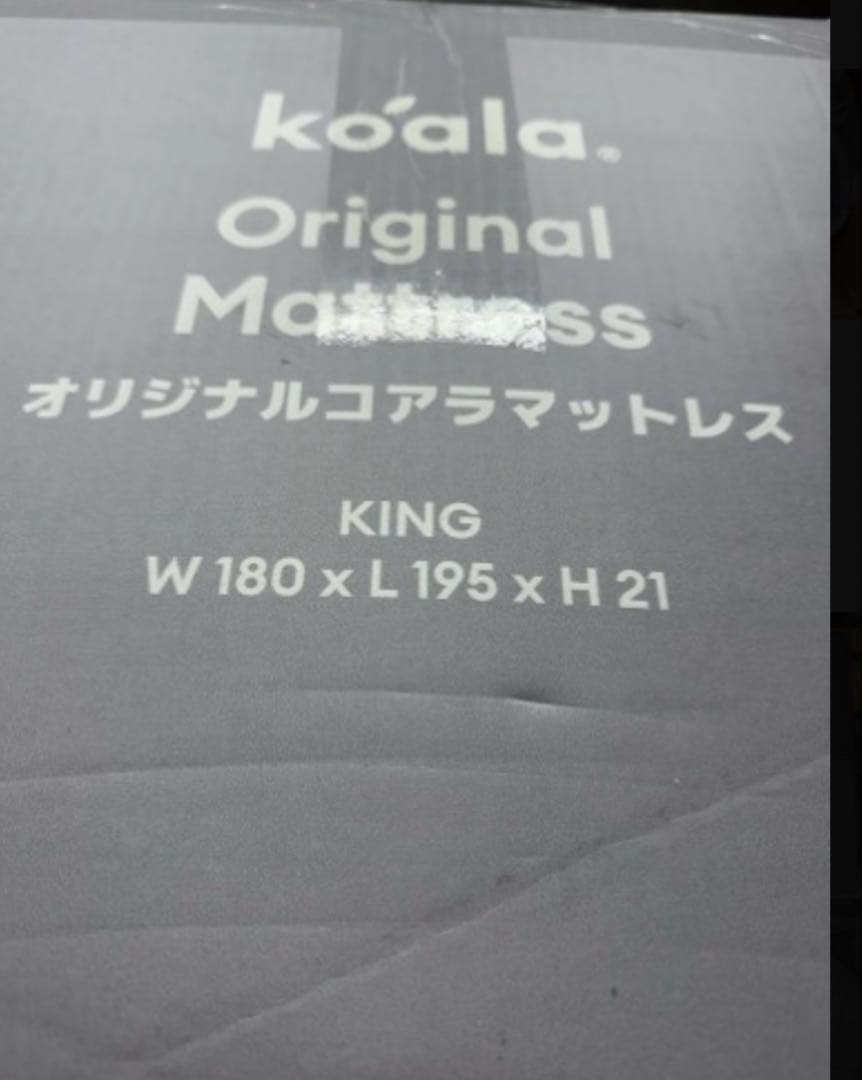 koala®
Original
Mattress
オリジナルコアラマットレス
KING
W 180 x L 195 x H 21